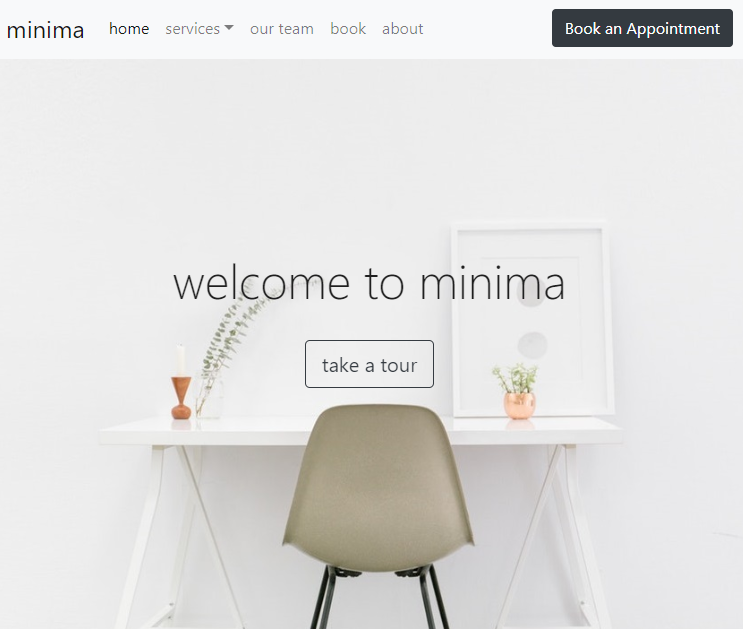 minima home services our team book about Book an Appointment
welcome to minima
take a tour